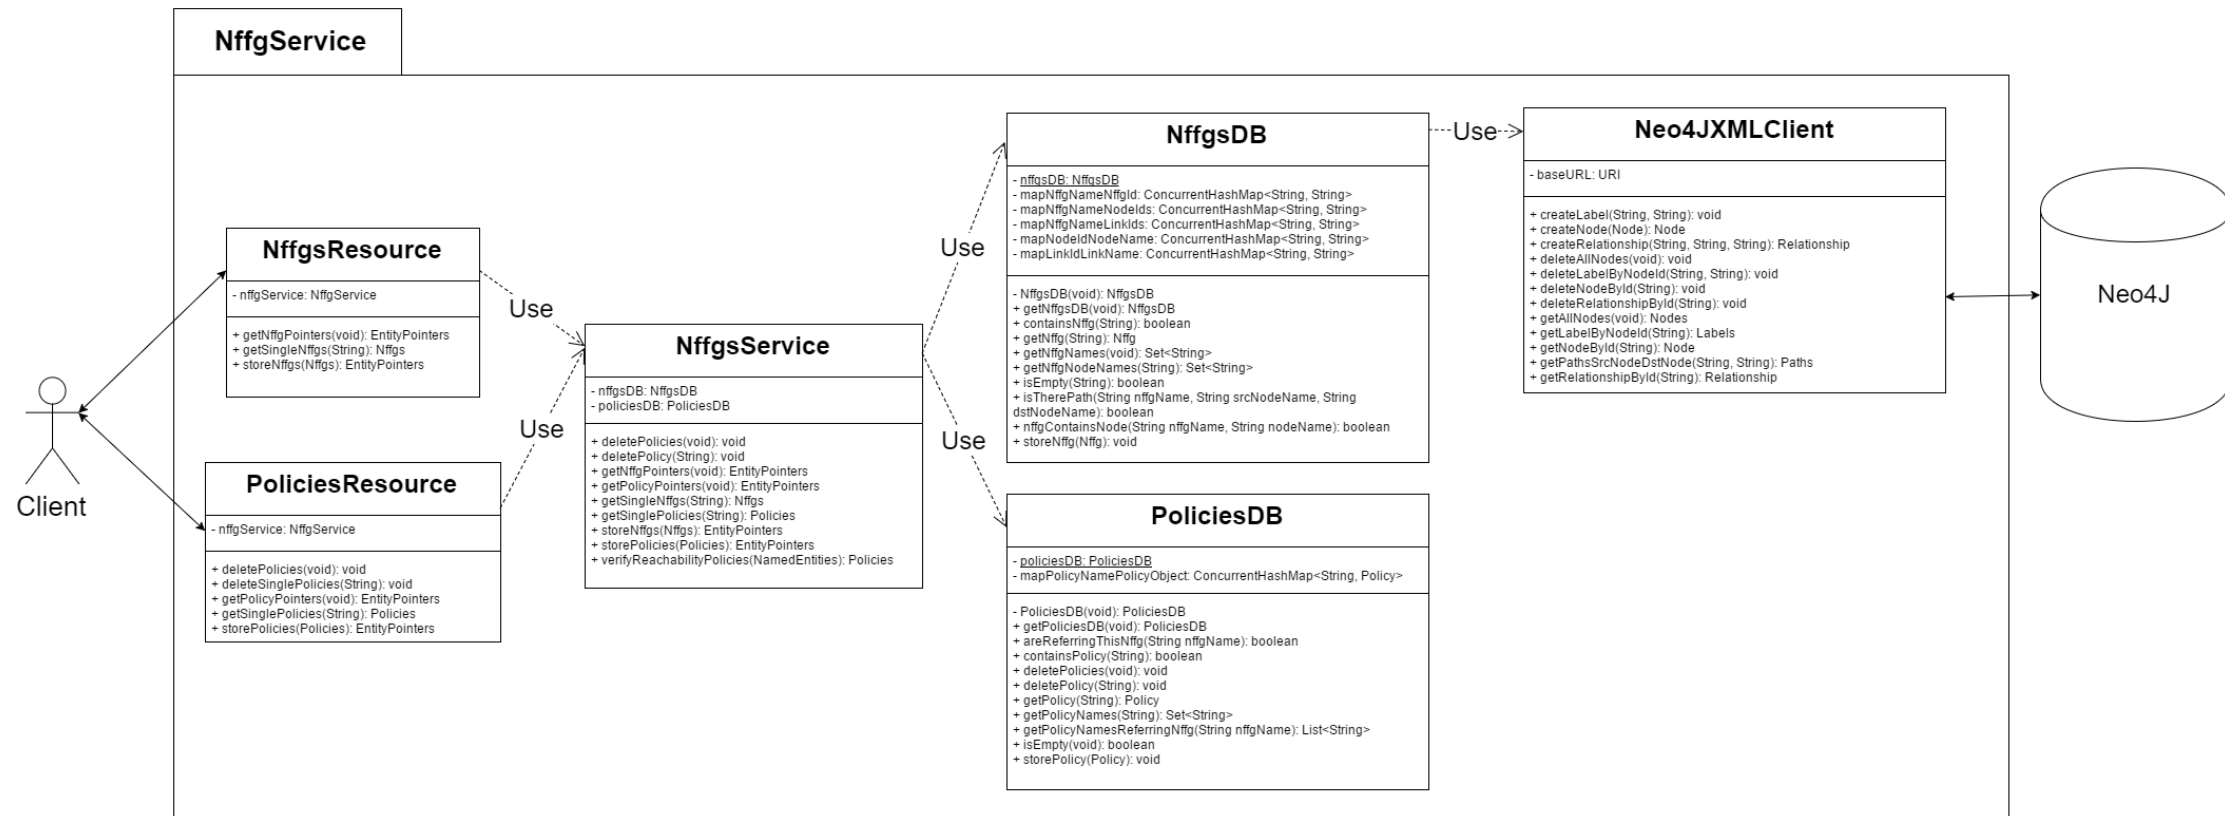 NffgService
Client
NffgsResource
- nffgService: NffgService
+ getNffgPointers(void): EntityPointers
+ getSingleNffgs(String): Nffgs
+ storeNffgs(Nffgs): EntityPointers
PoliciesResource
- nffgService: NffgService
+ deletePolicies(void): void
+ deleteSinglePolicies(String): void
+ getPolicyPointers(void): EntityPointers
+ getSinglePolicies(String): Policies
+ storePolicies(Policies): EntityPointers
Use
Use
NffgsService
- nffgsDB: NffgsDB
- policiesDB: PoliciesDB
+ deletePolicies(void): void
+ deletePolicy(String): void
+ getNffgPointers(void): EntityPointers
+ getPolicyPointers(void): EntityPointers
+ getSingleNffgs(String): Nffgs
+ getSinglePolicies(String): Policies
+ storeNffgs(Nffgs): EntityPointers
+ storePolicies(Policies): EntityPointers
+ verifyReachabilityPolicies(NamedEntities): Policies
Use
Use
NffgsDB
- nffgsDB: NffgsDB
- mapNffgNameNffgId: ConcurrentHashMap<String, String>
- mapNffgNameNodeIds: ConcurrentHashMap<String, String>
- mapNffgNameLinkIds: ConcurrentHashMap<String, String>
- mapNodeIdNodeName: ConcurrentHashMap<String, String>
- mapLinkIdLinkName: ConcurrentHashMap<String, String>
- NffgsDB(void): NffgsDB
+ getNffgsDB(void): NffgsDB
+ containsNffg(String): boolean
+ getNffg(String): Nffg
+ getNffgNames(void): Set<String>
+ getNffgNodeNames(String): Set<String>
+ isEmpty(String): boolean
+ isTherePath(String nffgName, String srcNodeName, String
dstNodeName): boolean
+ nffgContainsNode(String nffgName, String nodeName): boolean
+ storeNffg(Nffg): void
PoliciesDB
- policiesDB: PoliciesDB
- mapPolicyNamePolicyObject: ConcurrentHashMap<String, Policy>
- PoliciesDB(void): PoliciesDB
+ getPoliciesDB(void): PoliciesDB
+ areReferringThisNffg(String nffgName): boolean
+ containsPolicy(String): boolean
+ deletePolicies(void): void
+ deletePolicy(String): void
+ getPolicy(String): Policy
+ getPolicyNames(String): Set<String>
+ getPolicyNamesReferringNffg(String nffgName): List<String>
+ isEmpty(void): boolean
+ storePolicy(Policy): void
Use
Neo4JXMLClient
- baseURL: URI
+ createLabel(String, String): void
+ createNode(Node): Node
+ createRelationship(String, String, String): Relationship
+ deleteAllNodes(void): void
+ deleteLabelByNodeId(String, String): void
+ deleteNodeById(String): void
+ deleteRelationshipById(String): void
+ getAllNodes(void): Nodes
+ getLabelByNodeId(String): Labels
+ getNodeById(String): Node
+ getPathsSrcNodeDstNode(String, String): Paths
+ getRelationshipById(String): Relationship
Neo4J